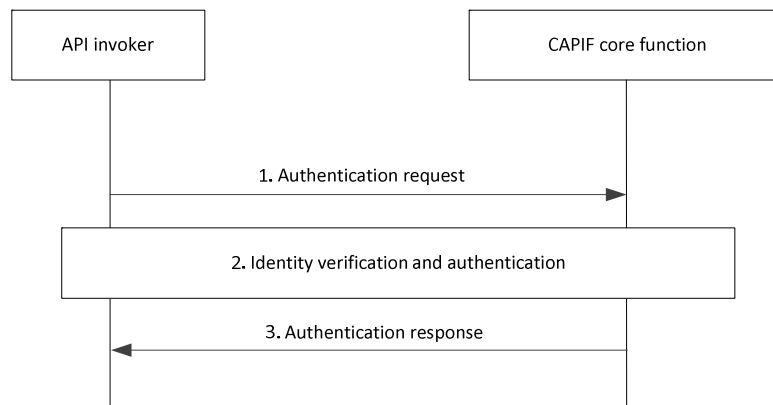 API invoker
CAPIF core function
1. Authentication request
2. Identity verification and authentication
3. Authentication response